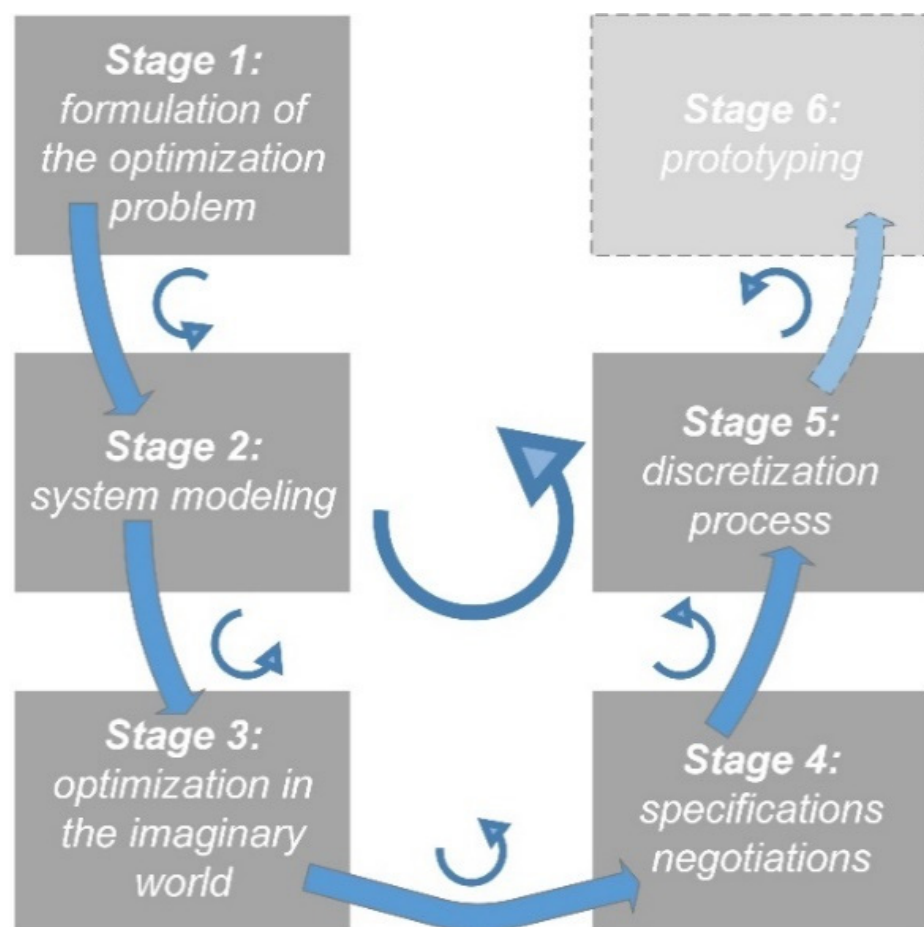 Stage 1:
formulation of
the optimization
problem
Stage 2:
system modeling
Stage 3:
optimization in
the imaginary
world
Stage 4:
specifications
negotiations
Stage 5:
discretization
process
Stage 6:
prototyping